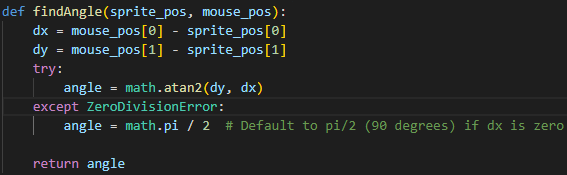 def findAngle(sprite_pos, mouse_pos):
    dx = mouse_pos[0] - sprite_pos[0]
    dy = mouse_pos[1] - sprite_pos[1]
    try:
        angle = math.atan2(dy, dx)
    except ZeroDivisionError:
        angle = math.pi / 2  # Default to pi/2 (90 degrees) if dx is zero
    return angle